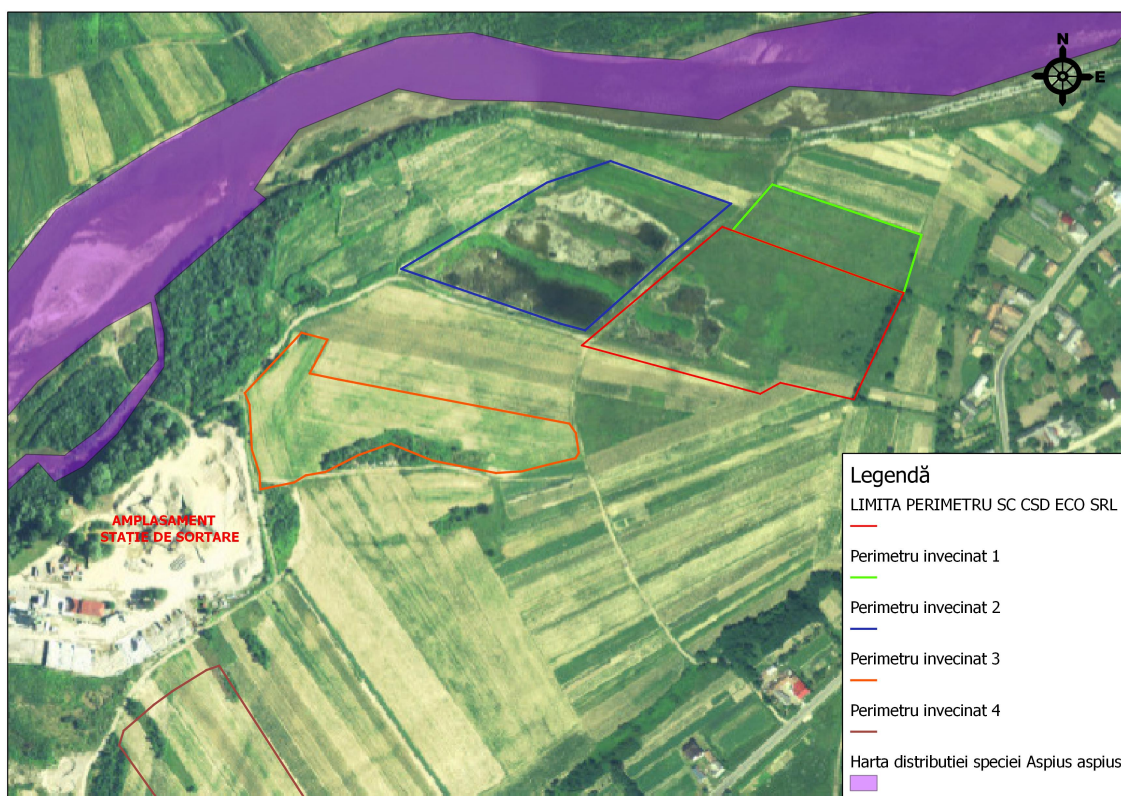 N
E
AMPLASAMENT
STAȚIE DE SORTARE
Legendă
LIMITA PERIMETRU SC CSD ECO SRL
Perimetru invecinat 1
Perimetru invecinat 2
Perimetru invecinat 3
Perimetru invecinat 4
Harta distributiei speciei Aspius aspius